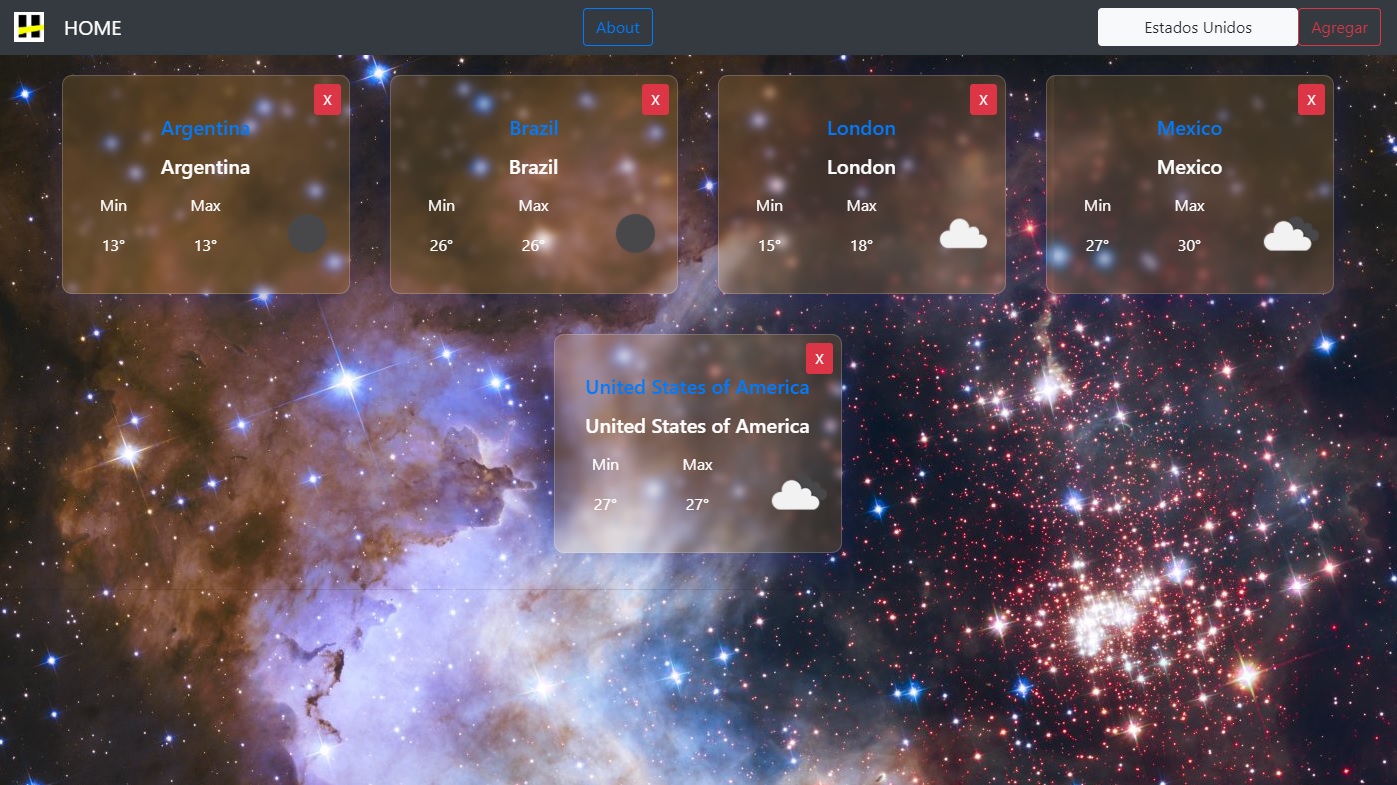 HOME
About
Estados Unidos
Agregar
X
Argentina
Argentina
Min Max
13° 13°
X
Brazil
Brazil
Min Max
26° 26°
X
London
London
Min Max
15° 18°
X
Mexico
Mexico
Min Max
27° 30°
X
United States of America
United States of America
Min Max
27° 27°